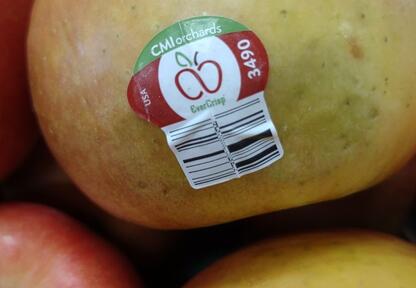 CMI orchards
3490
USA
EverCrisp